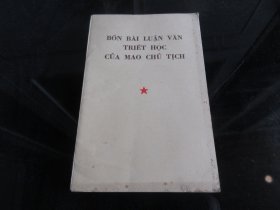 BỐN BÀI LUẬN VĂN
TRIẾT HỌC
CỦA MAO CHỦ TỊCH